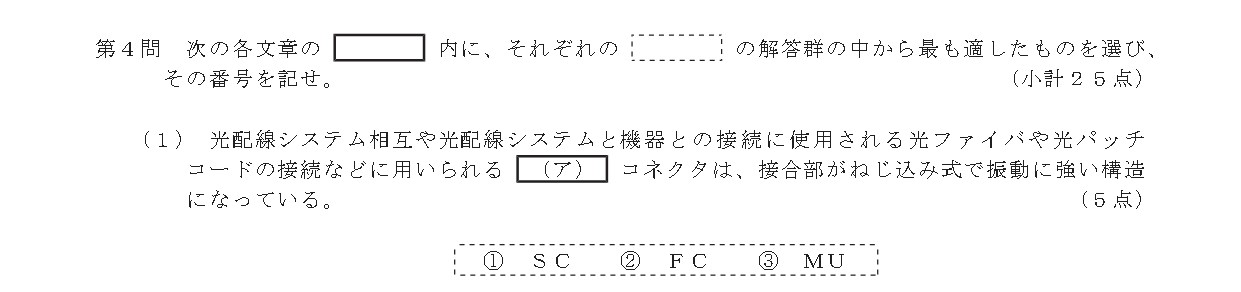 第4問 次の各文章の 内に、それぞれの の解答群の中から最も適したものを選び、
その番号を記せ。 (小計25点)
(1) 光配線システム相互や光配線システムと機器との接続に使用される光ファイバや光パッチ
コードの接続などに用いられる (ア) コネクタは、接合部がねじ込み式で振動に強い構造
になっている。 (5点)
① SC ② FC ③ MU